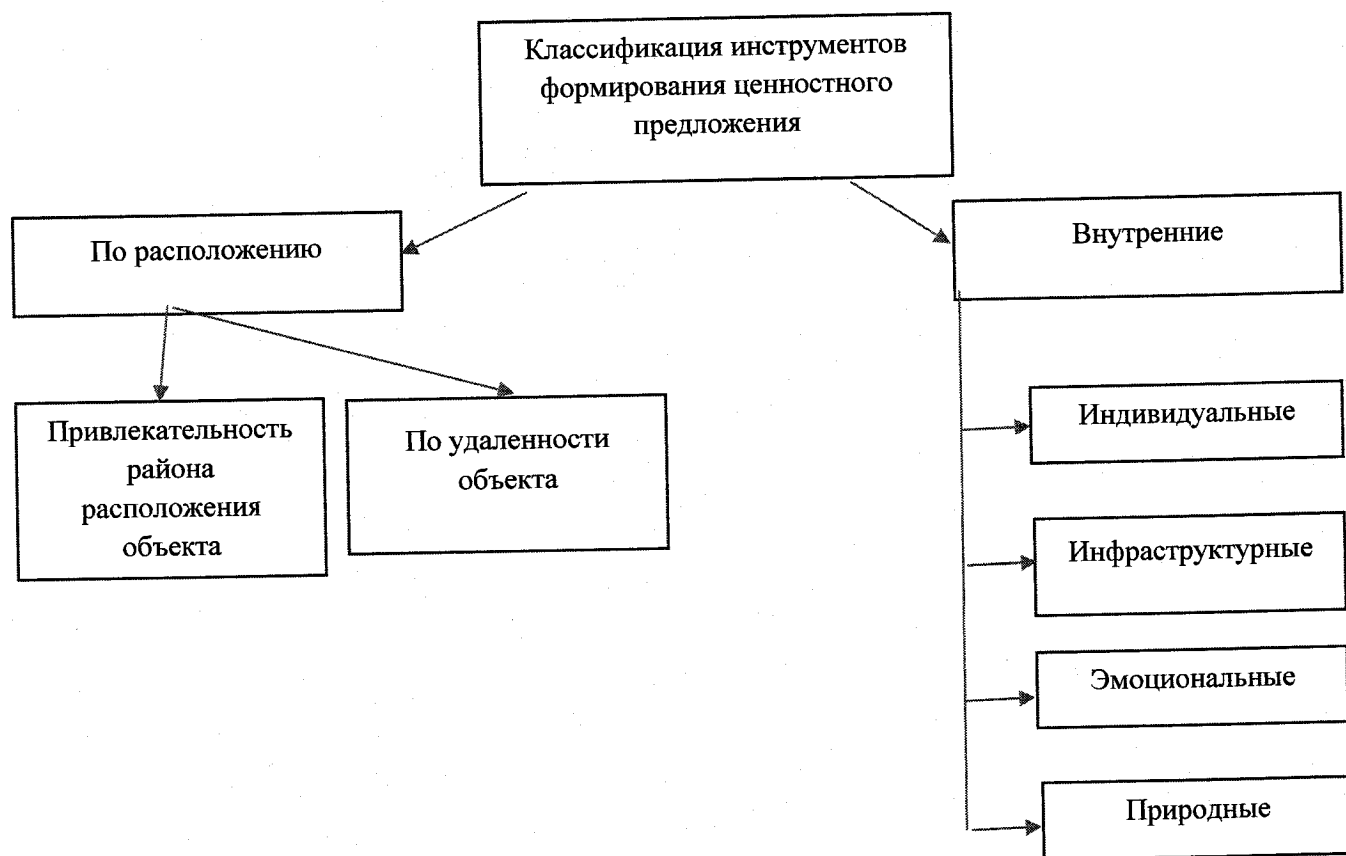 Классификация инструментов
формирования ценностного
предложения
По расположению
Внутренние
Привлекательность
района
расположения
объекта
По удаленности
объекта
Индивидуальные
Инфраструктурные
Эмоциональные
Природные